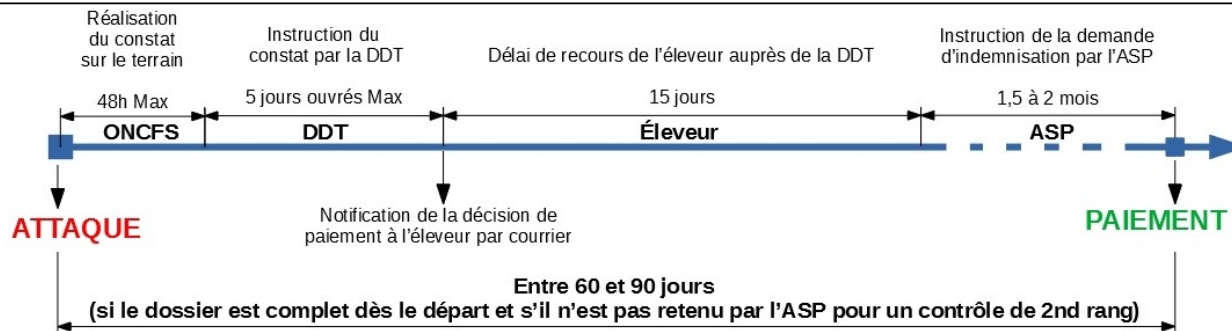 Réalisation
du constat
sur le terrain
Instruction du
constat par la DDT
Délai de recours de l'éleveur auprès de la DDT
Instruction de la demande
d'indemnisation par l'ASP
48h Max
5 jours ouvrés Max
15 jours
1,5 à 2 mois
ONCFS
DDT
Éleveur
ASP
ATTAQUE
Notification de la décision de
paiement à l'éleveur par courrier
PAIEMENT
Entre 60 et 90 jours
(si le dossier est complet dès le départ et s'il n'est pas retenu par l'ASP pour un contrôle de 2nd rang)